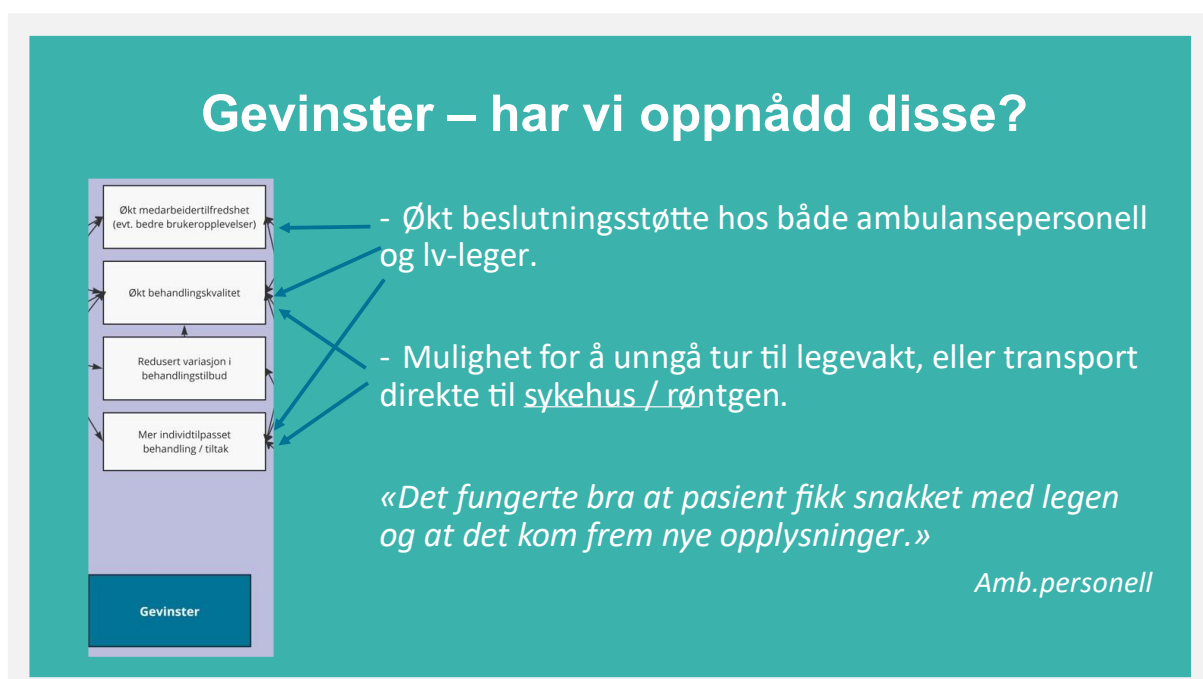 Gevinster – har vi oppnådd disse?
Økt medarbeidertilfredshet
(evt. bedre brukeropplevelser)
Økt behandlingskvalitet
Redusert variasjon i
behandlingstilbud
Mer individtilpasset
behandling / tiltak
Gevinster
- Økt beslutningsstøtte hos både ambulansepersonell
og lv-leger.
- Mulighet for å unngå tur til legevakt, eller transport
direkte til sykehus / røntgen.
«Det fungerte bra at pasient fikk snakket med legen
og at det kom frem nye opplysninger.»
Amb.personell